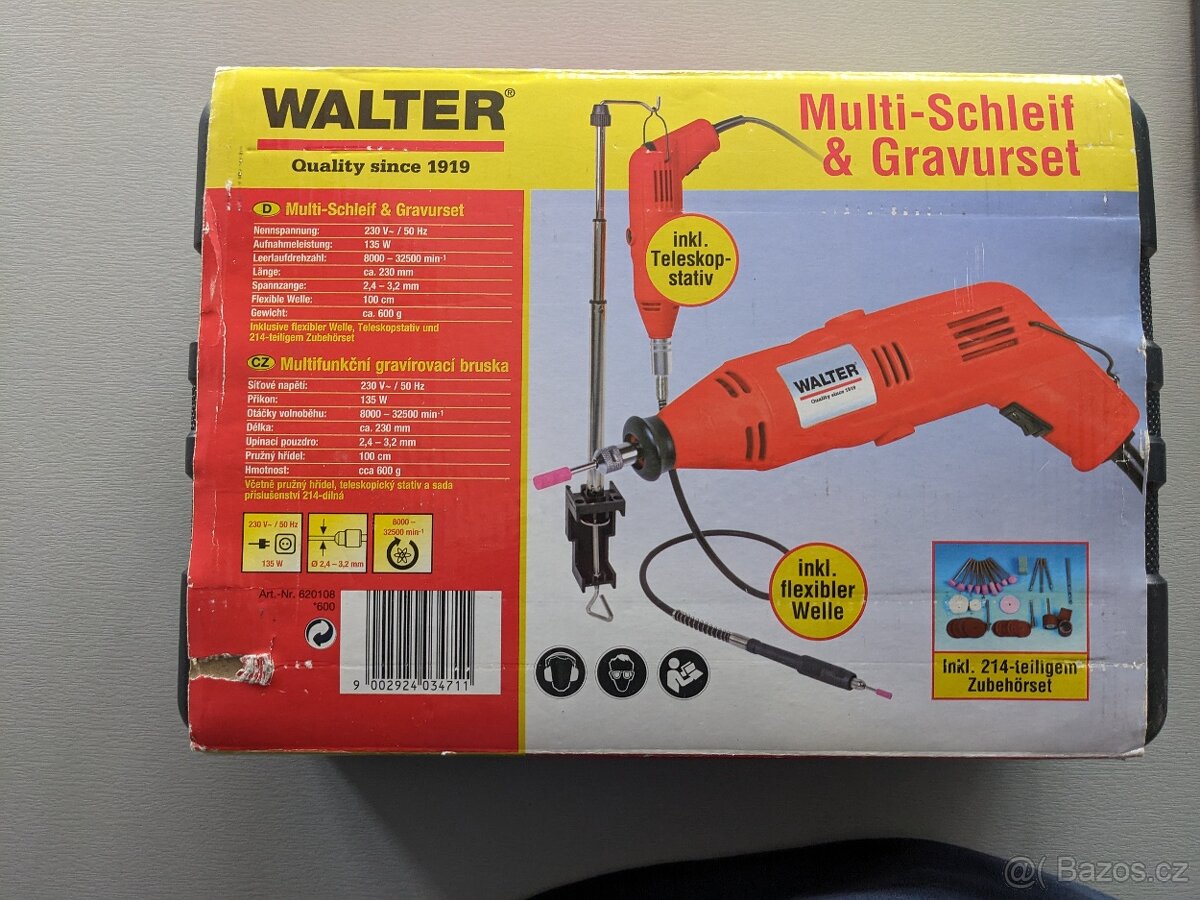 WALTER®
Quality since 1919
Multi-Schleif
& Gravurset
D Multi-Schleif & Gravurset
Nennspannung: 230 V~ / 50 Hz
Aufnahmeleistung: 135 W
Leerlaufdrehzahl: 8000 – 32500 min⁻¹
Länge: ca. 230 mm
Spannzange: 2,4 – 3,2 mm
Flexible Welle: 100 cm
Gewicht: ca. 600 g
Inklusive flexibler Welle, Teleskopstativ und
214-teiligem Zubehörset
CZ Multifunkční gravírovací bruska
Síťové napětí: 230 V~ / 50 Hz
Příkon: 135 W
Otáčky volnoběhu: 8000 – 32500 min⁻¹
Délka: ca. 230 mm
Upínací pouzdro: 2,4 – 3,2 mm
Pružný hřídel: 100 cm
Hmotnost: cca 600 g
Včetně pružný hřídel, teleskopický stativ a sada
příslušenství 214-dílná
230 V~ / 50 Hz
135 W
Ø 2,4 – 3,2 mm
8000 –
32500 min⁻¹
Art.-Nr. 620108
*600
9 002924 034711
inkl.
Teleskop-
stativ
WALTER®
Quality since 1919
inkl.
flexibler
Welle
Inkl. 214-teiligem
Zubehörset
@( Bazos.cz